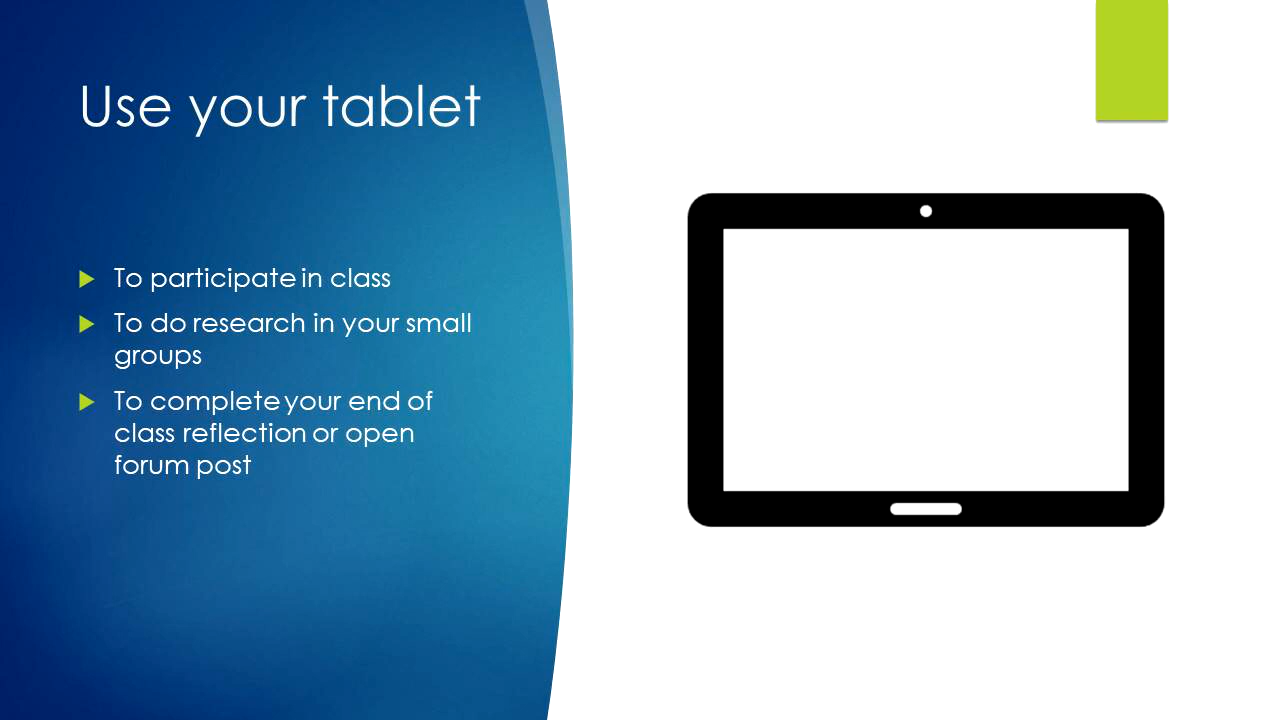 Use your tablet
To participate in class
To do research in your small
groups
To complete your end of
class reflection or open
forum post